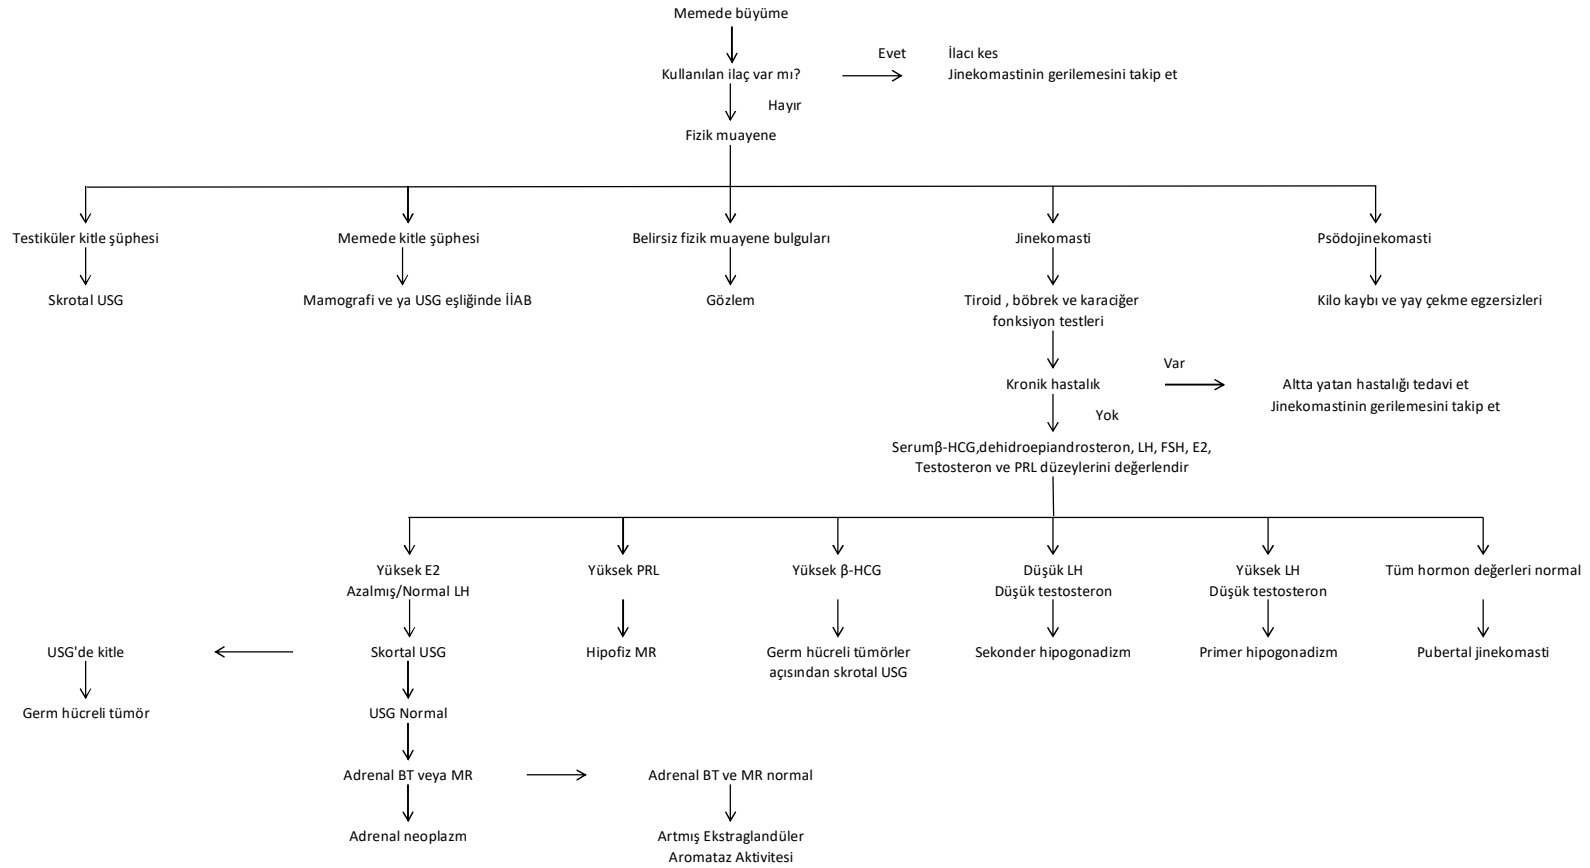 Memede büyüme
Evet
İlacı kes
Kullanılan ilaç var mı?
Jinekomastinin gerilemesini takip et
Hayır
Fizik muayene
Testiküler kitle şüphesi
Memede kitle şüphesi
Belirsiz fizik muayene bulguları
Jinekomasti
Psödojinekomasti
Skrotal USG
Mamografi ve ya USG eşliğinde İİAB
Gözlem
Tiroid , böbrek ve karaciğer
fonksiyon testleri
Kilo kaybı ve yay çekme egzersizleri
Var
Kronik hastalık
Altta yatan hastalığı tedavi et
Jinekomastinin gerilemesini takip et
Yok
Serumβ-HCG,dehidroepiandrosteron, LH, FSH, E2,
Testosteron ve PRL düzeylerini değerlendir
Yüksek E2
Azalmış/Normal LH
Yüksek PRL
Yüksek β-HCG
Düşük LH
Düşük testosteron
Yüksek LH
Düşük testosteron
Tüm hormon değerleri normal
USG'de kitle
Skortal USG
Hipofiz MR
Germ hücreli tümörler
açısından skrotal USG
Sekonder hipogonadizm
Primer hipogonadizm
Pubertal jinekomasti
Germ hücreli tümör
USG Normal
Adrenal BT veya MR
Adrenal BT ve MR normal
Adrenal neoplazm
Artmış Ekstraglandüler
Aromataz Aktivitesi